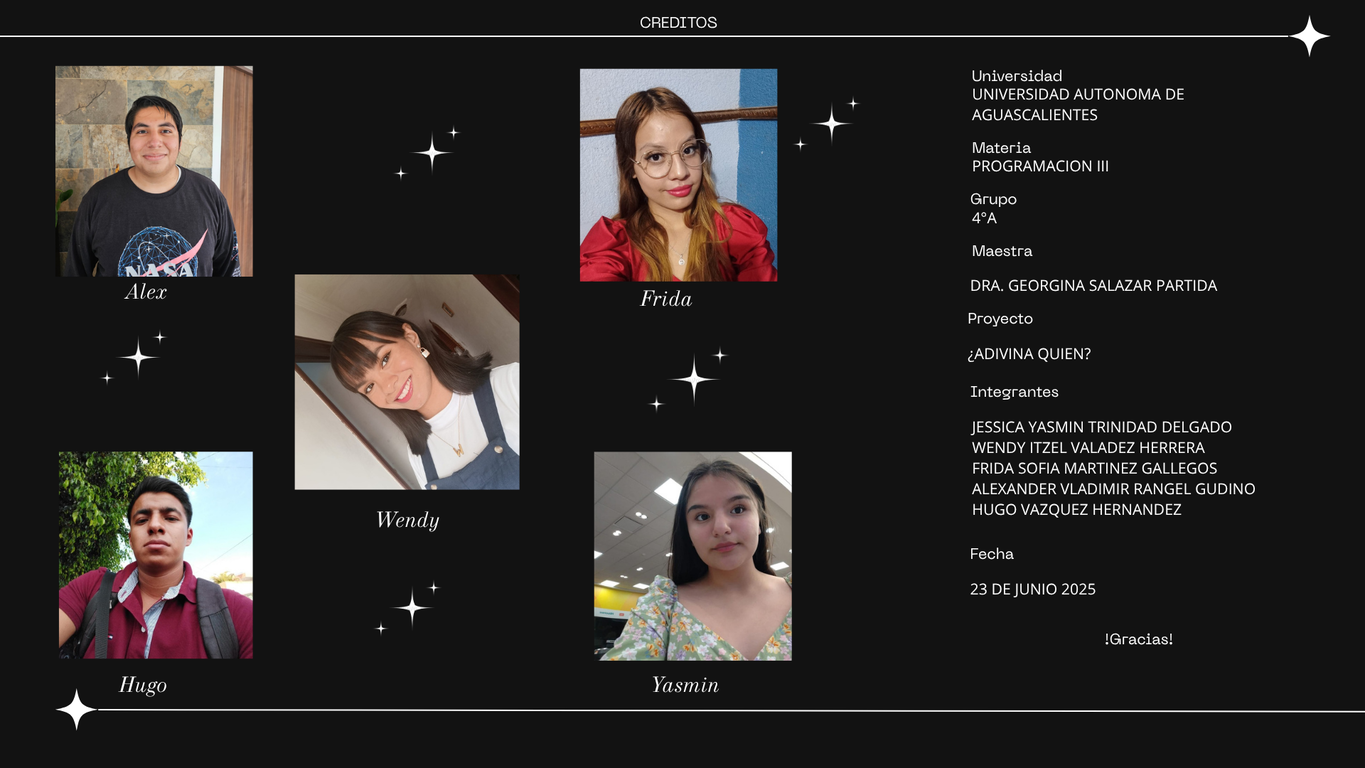 CREDITOS
NASA
Alex
Frida
Wendy
Hugo
Yasmin
Universidad
UNIVERSIDAD AUTONOMA DE
AGUASCALIENTES
Materia
PROGRAMACION III
Grupo
4°A
Maestra
DRA. GEORGINA SALAZAR PARTIDA
Proyecto
¿ADIVINA QUIEN?
Integrantes
JESSICA YASMIN TRINIDAD DELGADO
WENDY ITZEL VALADEZ HERRERA
FRIDA SOFIA MARTINEZ GALLEGOS
ALEXANDER VLADIMIR RANGEL GUDINO
HUGO VAZQUEZ HERNANDEZ
Fecha
23 DE JUNIO 2025
!Gracias!